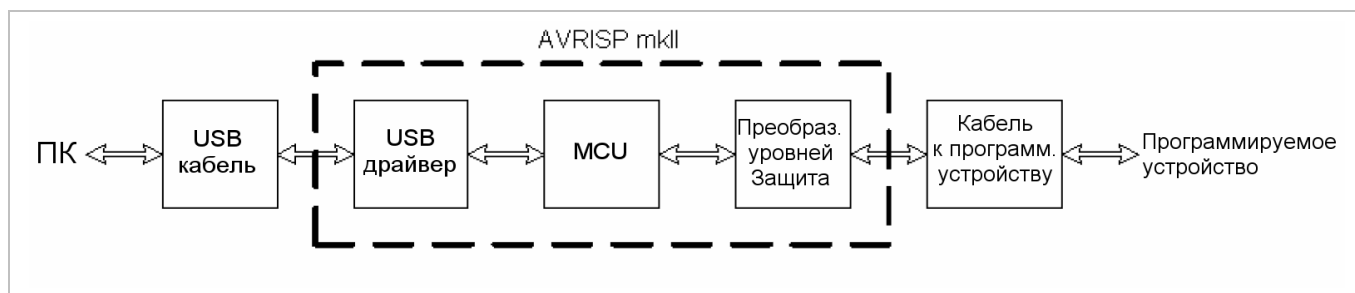 AVRISP mkII
ПК
USB
кабель
USB
драйвер
MCU
Преобраз.
уровней
Защита
Кабель
к программ.
устройству
Программируемое
устройство